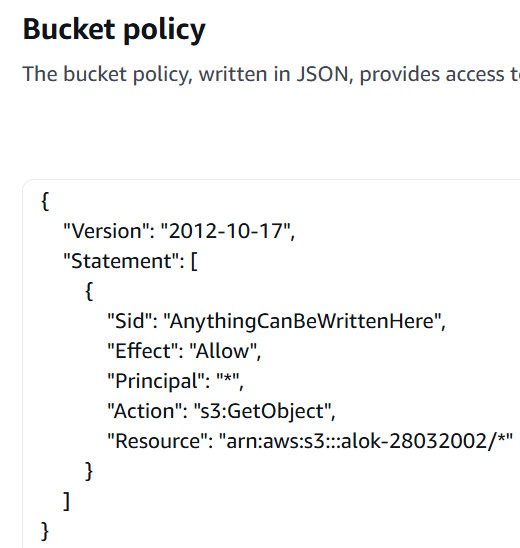 Bucket policy
The bucket policy, written in JSON, provides access
{
"Version": "2012-10-17",
"Statement": [
{
"Sid": "AnythingCanBeWrittenHere",
"Effect": "Allow",
"Principal": "*",
"Action": "s3:GetObject",
"Resource": "arn:aws:s3:::alok-28032002/*"
}
]
}